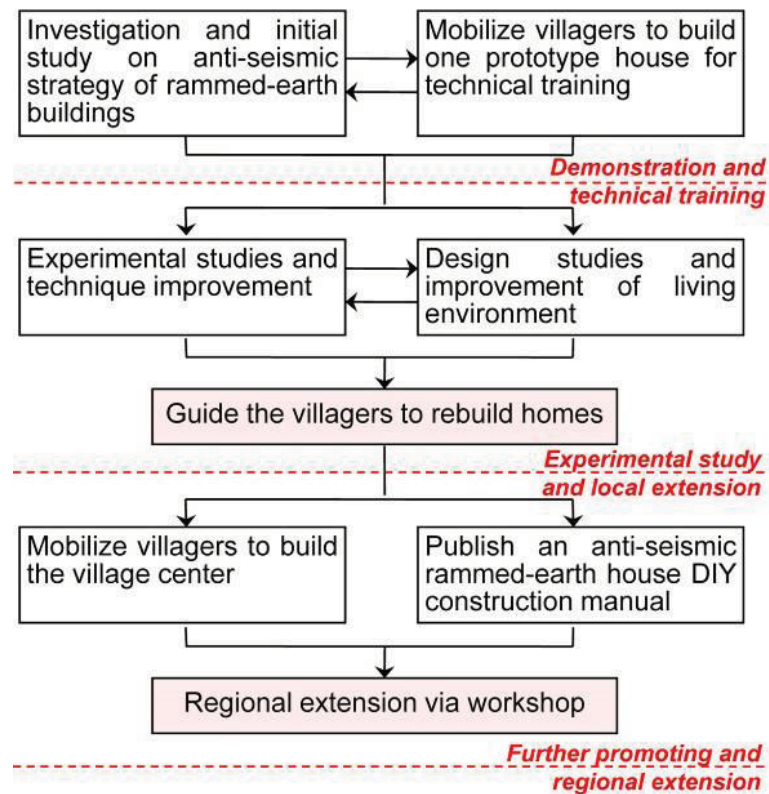 Investigation and initial
study on anti-seismic
strategy of rammed-earth
buildings
Mobilize villagers to build
one prototype house for
technical training
Demonstration and
technical training
Experimental studies and
technique improvement
Design studies and
improvement of living
environment
Guide the villagers to rebuild homes
Experimental study
and local extension
Mobilize villagers to build
the village center
Publish an anti-seismic
rammed-earth house DIY
construction manual
Regional extension via workshop
Further promoting and
regional extension